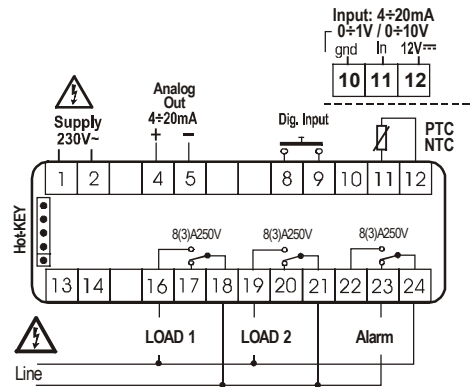 Input: 4÷20mA
0÷1V / 0÷10V
gnd In 12V⎓
10 11 12
Supply
230V~
Analog
Out
4÷20mA
+ −
Dig. Input
PTC
NTC
1 2 4 5 8 9 10 11 12
Hot-KEY
8(3)A250V 8(3)A250V 8(3)A250V
13 14 16 17 18 19 20 21 22 23 24
LOAD 1 LOAD 2 Alarm
Line